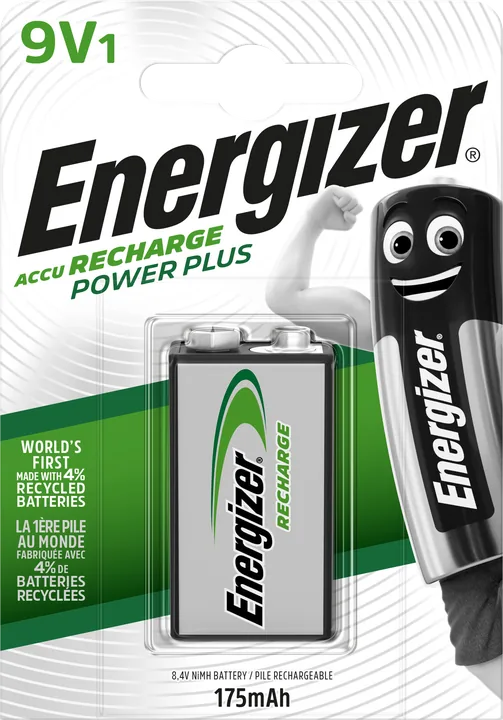 9V1
Energizer®
ACCU RECHARGE
POWER PLUS
Energizer®
Energizer®
RECHARGE
WORLD'S
FIRST
MADE WITH 4%
RECYCLED
BATTERIES
LA 1ÈRE PILE
AU MONDE
FABRIQUÉE AVEC
4% DE
BATTERIES
RECYCLÉES
8.4V NiMH BATTERY / PILE RECHARGEABLE
175mAh